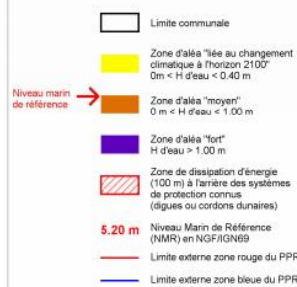 Limite communale
Zone d'aléa "liée au changement
climatique à l'horizon 2100"
0m < H d'eau < 0.40 m
Niveau marin
de référence
Zone d'aléa "moyen"
0 m < H d'eau < 1.00 m
Zone d'aléa "fort"
H d'eau > 1.00 m
Zone de dissipation d'énergie
(100 m) à l'arrière des systèmes
de protection connus
(digues ou cordons dunaires)
5.20 m
Niveau Marin de Référence
(NMR) en NGF/IGN69
Limite externe zone rouge du PPR
Limite externe zone bleue du PPR